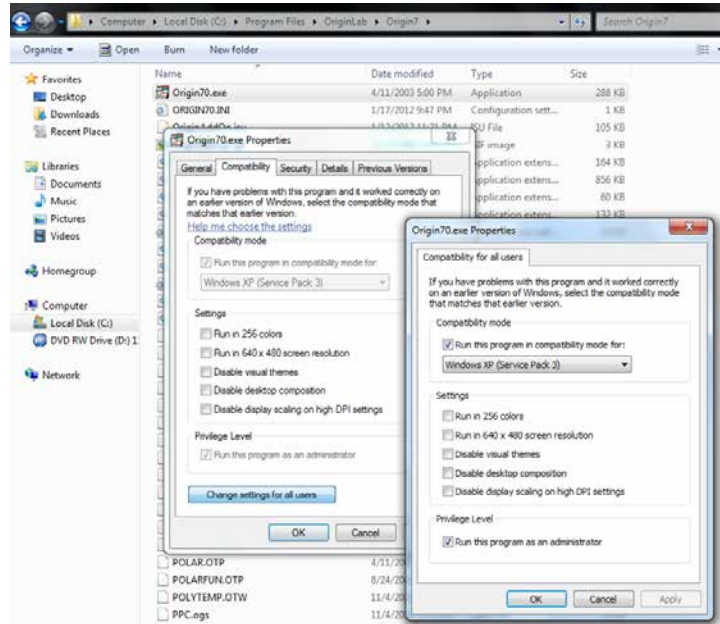 Computer ▸ Local Disk (C:) ▸ Program Files ▸ OriginLab ▸ Origin7 ▸
Search Origin7
Organize Open Burn New folder
Favorites
Desktop
Downloads
Recent Places
Libraries
Documents
Music
Pictures
Videos
Homegroup
Computer
Local Disk (C:)
DVD RW Drive (D:) 1:
Network
Name Date modified Type Size
Origin70.exe 4/11/2003 5:00 PM Application 288 KB
ORIGIN70.INI 1/17/2012 9:47 PM Configuration sett... 1 KB
ISU File 105 KB
image 3 KB
Application extens... 164 KB
Application extens... 856 KB
Application extens... 60 KB
Application extens... 132 KB
Origin70.exe Properties
General Compatibility Security Details Previous Versions
If you have problems with this program and it worked correctly on
an earlier version of Windows, select the compatibility mode that
matches that earlier version.
Help me choose the settings
Compatibility mode
Run this program in compatibility mode for:
Windows XP (Service Pack 3)
Settings
Run in 256 colors
Run in 640 x 480 screen resolution
Disable visual themes
Disable desktop composition
Disable display scaling on high DPI settings
Privilege Level
Run this program as an administrator
Change settings for all users
OK Cancel
Origin70.exe Properties
Compatibility for all users
If you have problems with this program and it worked correctly
on an earlier version of Windows, select the compatibility mode
that matches that earlier version.
Compatibility mode
Run this program in compatibility mode for:
Windows XP (Service Pack 3)
Settings
Run in 256 colors
Run in 640 x 480 screen resolution
Disable visual themes
Disable desktop composition
Disable display scaling on high DPI settings
Privilege Level
Run this program as an administrator
OK Cancel Apply
POLAR.OTP 4/11/20
POLARFUN.OTP 8/24/20
POLYTEMP.OTW 11/4/20
PPC.ogs 11/4/20